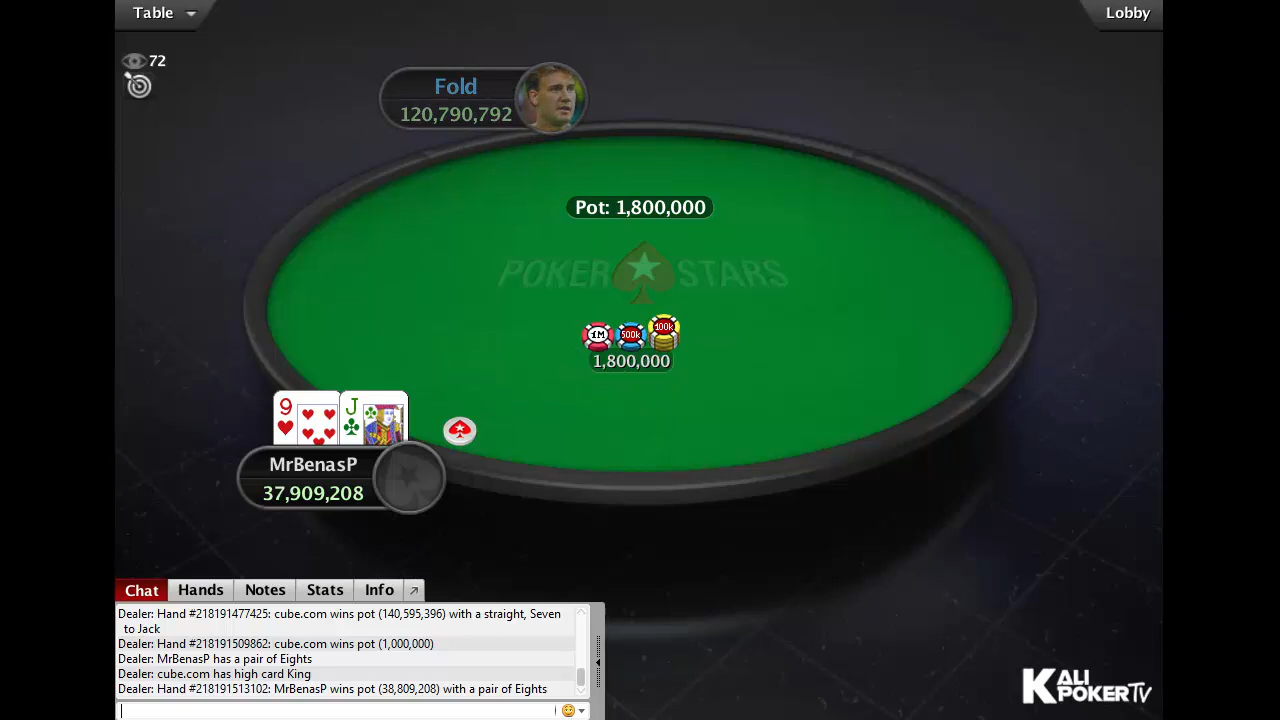 Table
Lobby
72
Fold
120,790,792
Pot: 1,800,000
POKER STARS
1M
500k
100k
1,800,000
9
J
MrBenasP
37,909,208
Chat
Hands
Notes
Stats
Info
Dealer: Hand #218191477425: cube.com wins pot (140,595,396) with a straight, Seven
to Jack
Dealer: Hand #218191509862: cube.com wins pot (1,000,000)
Dealer: MrBenasP has a pair of Eights
Dealer: cube.com has high card King
Dealer: Hand #218191513102: MrBenasP wins pot (38,809,208) with a pair of Eights
KALI
POKERTV